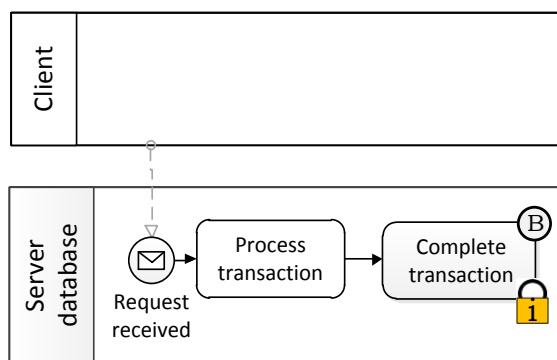 Client
Server
database
Request
received
Process
transaction
Complete
transaction
B
1